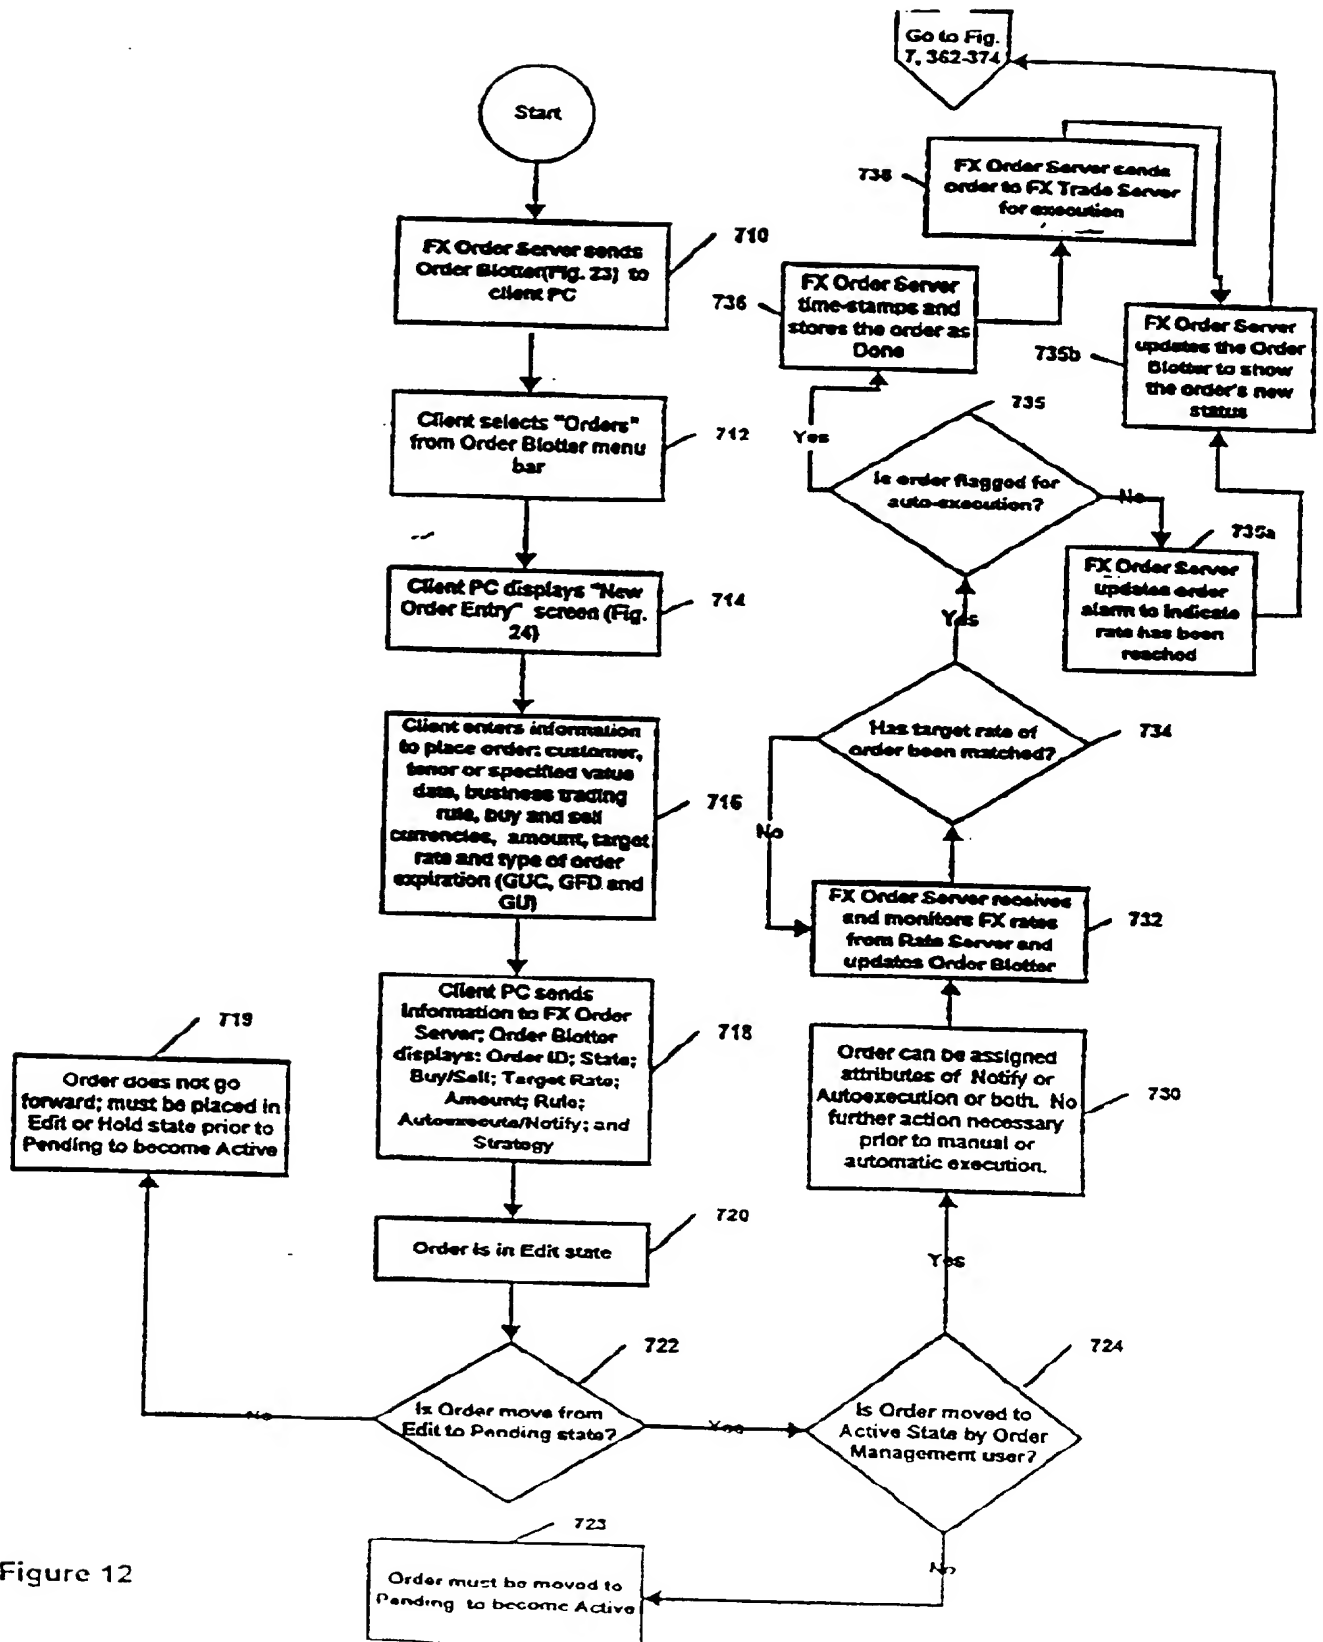 Go to Fig.
7, 362-374
Start
FX Order Server sends
Order Blotter(Fig. 23) to
client PC
710
Client selects "Orders"
from Order Blotter menu
bar
712
Client PC displays "New
Order Entry" screen (Fig.
24)
714
Client enters information
to place order: customer,
tenor or specified value
date, business trading
rule, buy and sell
currencies, amount, target
rate and type of order
expiration (GUC, GFD and
GU)
716
Client PC sends
Information to FX Order
Server; Order Blotter
displays: Order ID; State;
Buy/Sell; Target Rate;
Amount; Rule;
Autoexecute/Notify; and
Strategy
718
719
Order does not go
forward; must be placed in
Edit or Hold state prior to
Pending to become Active
Order is in Edit state
720
Is Order move from
Edit to Pending state?
722
No
Yes
723
Order must be moved to
Pending to become Active
Is Order moved to
Active State by Order
Management user?
724
No
Yes
Order can be assigned
attributes of Notify or
Autoexecution or both. No
further action necessary
prior to manual or
automatic execution.
730
FX Order Server receives
and monitors FX rates
from Rate Server and
updates Order Blotter
732
Has target rate of
order been matched?
734
No
Yes
Is order flagged for
auto-execution?
735
Yes
No
735a
FX Order Server
updates order
alarm to Indicate
rate has been
reached
736
FX Order Server
time-stamps and
stores the order as
Done
738
FX Order Server sends
order to FX Trade Server
for execution
735b
FX Order Server
updates the Order
Blotter to show
the order's new
status
Figure 12